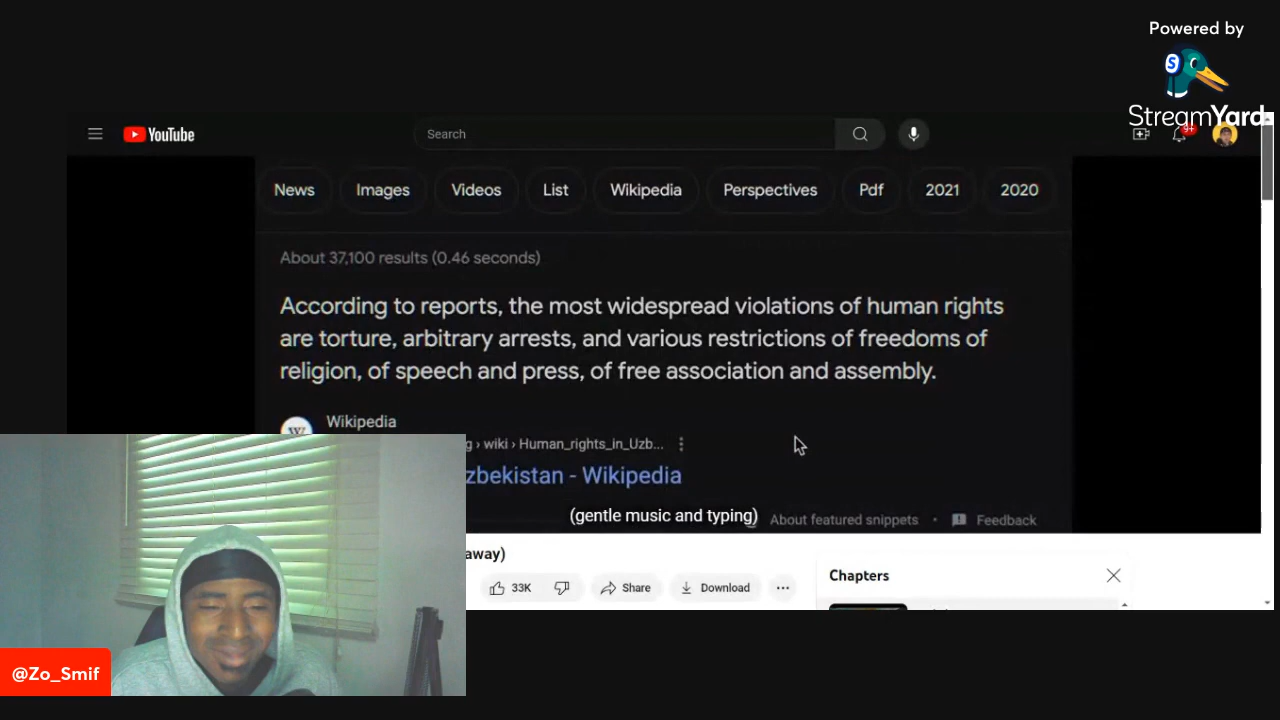 Powered by
StreamYard
YouTube
Search
9+
News
Images
Videos
List
Wikipedia
Perspectives
Pdf
2021
2020
About 37,100 results (0.46 seconds)
According to reports, the most widespread violations of human rights
are torture, arbitrary arrests, and various restrictions of freedoms of
religion, of speech and press, of free association and assembly.
W
Wikipedia
g › wiki › Human_rights_in_Uzb...
zbekistan - Wikipedia
(gentle music and typing)
About featured snippets
Feedback
away)
33K
Share
Download
Chapters
@Zo_Smif